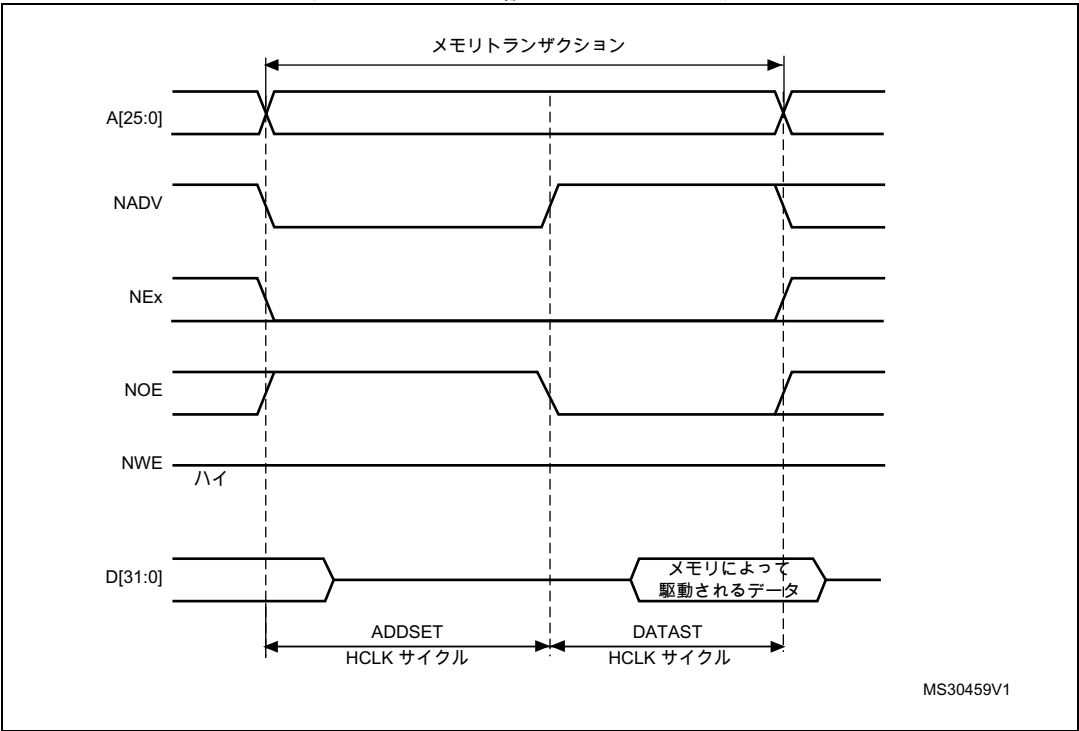 メモリトランザクション
A[25:0]
NADV
NEx
NOE
NWE
ハイ
D[31:0]
メモリによって
駆動されるデータ
ADDSET
HCLK サイクル
DATAST
HCLK サイクル
MS30459V1